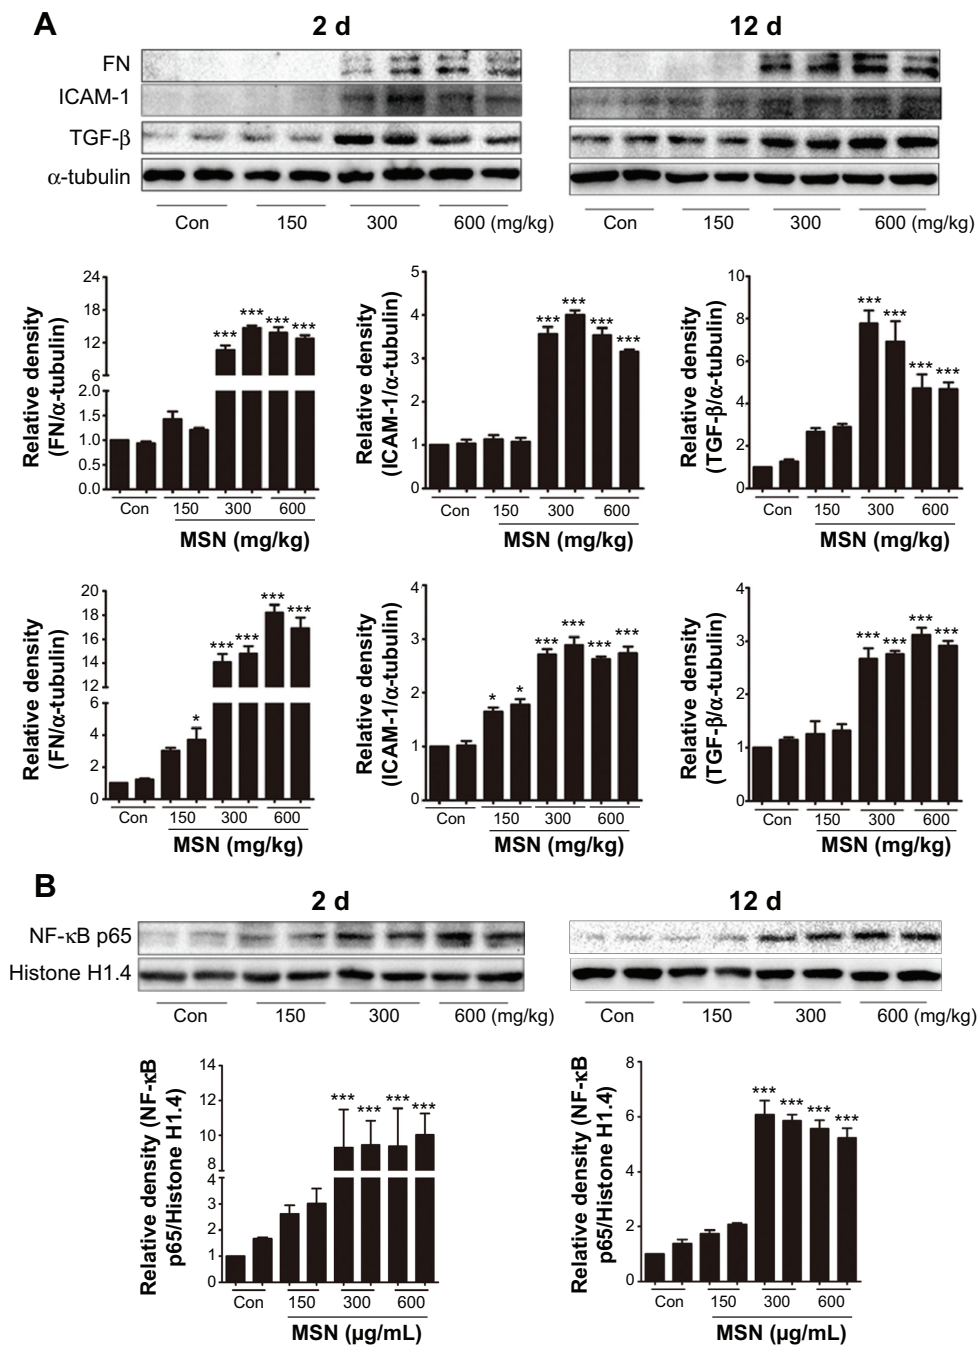 A
2 d
12 d
FN
ICAM-1
TGF-β
α-tubulin
Con 150 300 600 (mg/kg)
Con 150 300 600 (mg/kg)
Relative density
(FN/α-tubulin)
24
18
12
6
2.0
1.5
1.0
0.5
0.0
*** *** *** ***
Con 150 300 600
MSN (mg/kg)
Relative density
(ICAM-1/α-tubulin)
5
4
3
2
1
0
*** *** *** ***
Con 150 300 600
MSN (mg/kg)
Relative density
(TGF-β/α-tubulin)
10
8
6
4
2
0
*** *** *** ***
Con 150 300 600
MSN (mg/kg)
Relative density
(FN/α-tubulin)
20
18
16
14
12
6
4
2
0
* *** *** *** ***
Con 150 300 600
MSN (mg/kg)
Relative density
(ICAM-1/α-tubulin)
4
3
2
1
0
* * *** *** *** ***
Con 150 300 600
MSN (mg/kg)
Relative density
(TGF-β/α-tubulin)
4
3
2
1
0
*** *** *** ***
Con 150 300 600
MSN (mg/kg)
B
2 d
12 d
NF-κB p65
Histone H1.4
Con 150 300 600 (mg/kg)
Con 150 300 600 (mg/kg)
Relative density (NF-κB
p65/Histone H1.4)
14
12
10
8
4
3
2
1
0
*** *** *** ***
Con 150 300 600
MSN (μg/mL)
Relative density (NF-κB
p65/Histone H1.4)
8
6
4
2
0
*** *** *** ***
Con 150 300 600
MSN (μg/mL)